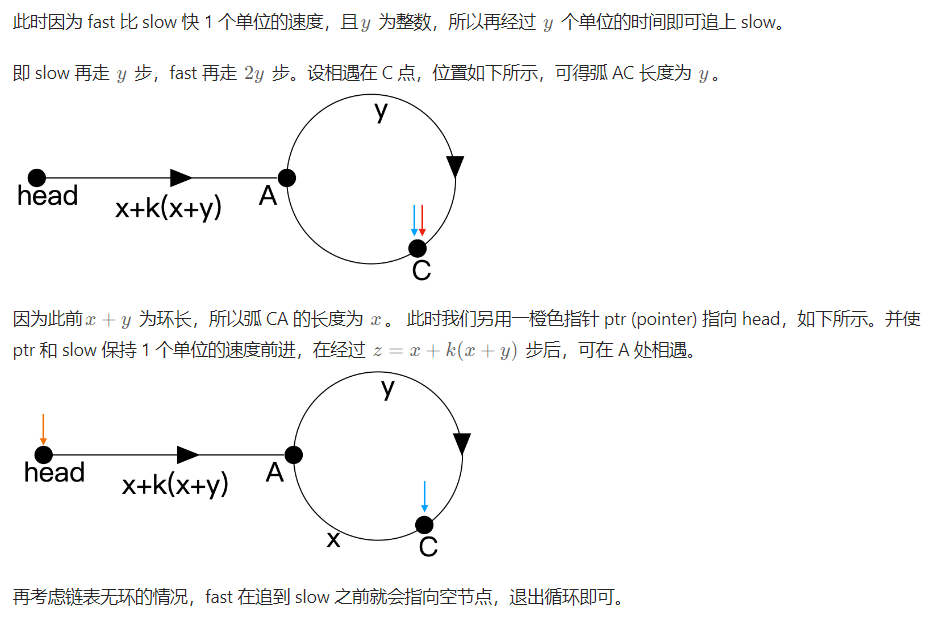 此时因为 fast 比 slow 快 1 个单位的速度，且 y 为整数，所以再经过 y 个单位的时间即可追上 slow。
即 slow 再走 y 步，fast 再走 2y 步。设相遇在 C 点，位置如下所示，可得弧 AC 长度为 y。
y
head
A
x+k(x+y)
C
因为此前 x + y 为环长，所以弧 CA 的长度为 x。 此时我们另用一橙色指针 ptr (pointer) 指向 head，如下所示。并使
ptr 和 slow 保持 1 个单位的速度前进，在经过 z = x + k(x + y) 步后，可在 A 处相遇。
y
head
A
x+k(x+y)
x
C
再考虑链表无环的情况，fast 在追到 slow 之前就会指向空节点，退出循环即可。